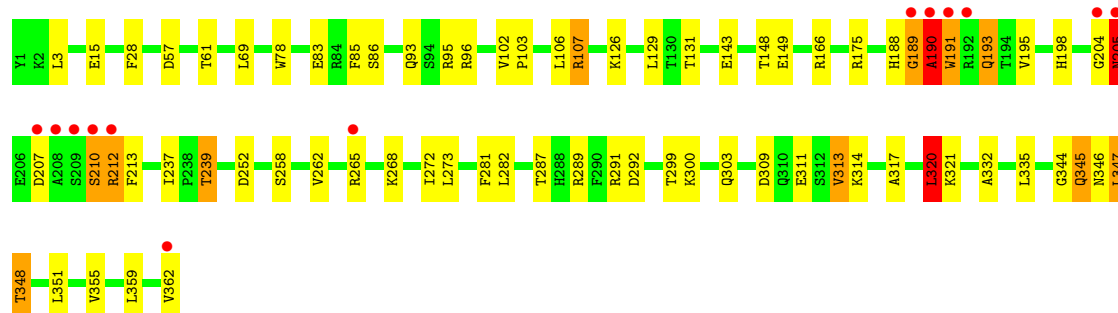 Y1 K2 L3 E15 F28 D57 T61 L69 W78 E83 R84 F85 S86 Q93 S94 R95 R96 V102 P103 L106 R107 K126 L129 T130 T131 E143 T148 E149 R166 R175 H188 G189 A190 W191 R192 Q193 T194 V195 H198 G204
E206 D207 A208 S209 S210 R212 F213 I237 P238 T239 D252 S258 V262 R265 K268 I272 L273 F281 L282 T287 H288 R289 F290 R291 D292 T299 K300 Q303 D309 Q310 E311 S312 V313 K314 A317 L320 K321 A332 L335 G344 Q345 N346 L347
T348 L351 V355 L359 V362